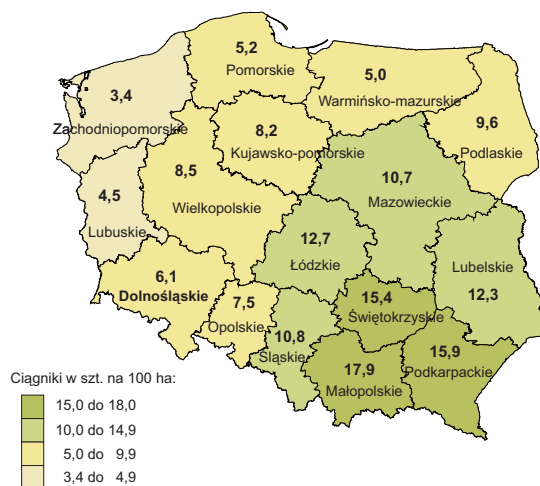 5,2
Pomorskie
5,0
Warmińsko-mazurskie
3,4
Zachodniopomorskie
9,6
Podlaskie
8,2
Kujawsko-pomorskie
8,5
Wielkopolskie
10,7
Mazowieckie
4,5
Lubuskie
12,7
Łódzkie
Lubelskie
12,3
6,1
Dolnośląskie
7,5
Opolskie
15,4
Świętokrzyskie
10,8
Śląskie
17,9
Małopolskie
15,9
Podkarpackie
Ciągniki w szt. na 100 ha:
15,0 do 18,0
10,0 do 14,9
5,0 do 9,9
3,4 do 4,9